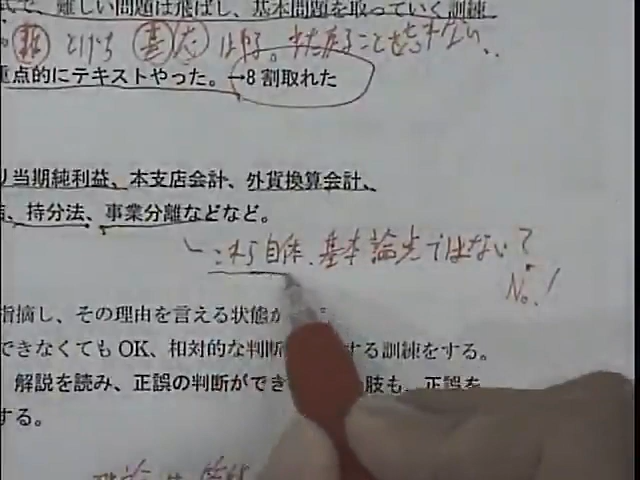 式で、難しい問題は飛ばし、基本問題を取っていく訓練
重点的にテキストやった。→8割取れた
り当期純利益、本支店会計、外貨換算会計、
持分法、事業分離などなど。
これら自体、基本論点ではない？
No!
指摘し、その理由を言える状態が
できなくてもOK、相対的な判断 する訓練をする。
解説を読み、正誤の判断ができ 肢も、正誤を
する。